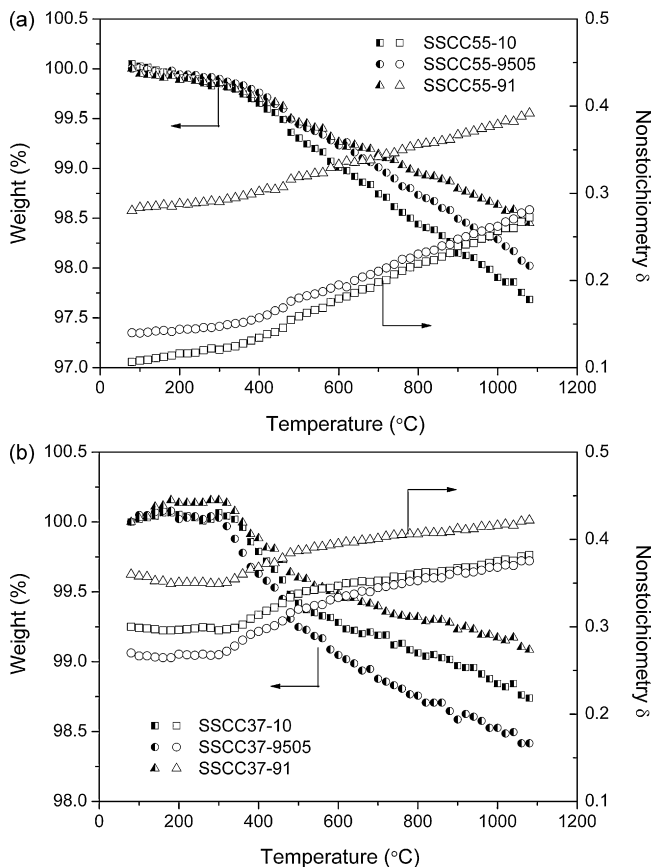 (a)
SSCC55-10
SSCC55-9505
SSCC55-91
100.5
100.0
99.5
99.0
98.5
98.0
97.5
97.0
Weight (%)
0.5
0.4
0.3
0.2
0.1
Nonstoichiometry δ
0 200 400 600 800 1000 1200
Temperature (°C)
(b)
100.5
100.0
99.5
99.0
98.5
98.0
Weight (%)
0.5
0.4
0.3
0.2
0.1
Nonstoichiometry δ
SSCC37-10
SSCC37-9505
SSCC37-91
0 200 400 600 800 1000 1200
Temperature (°C)